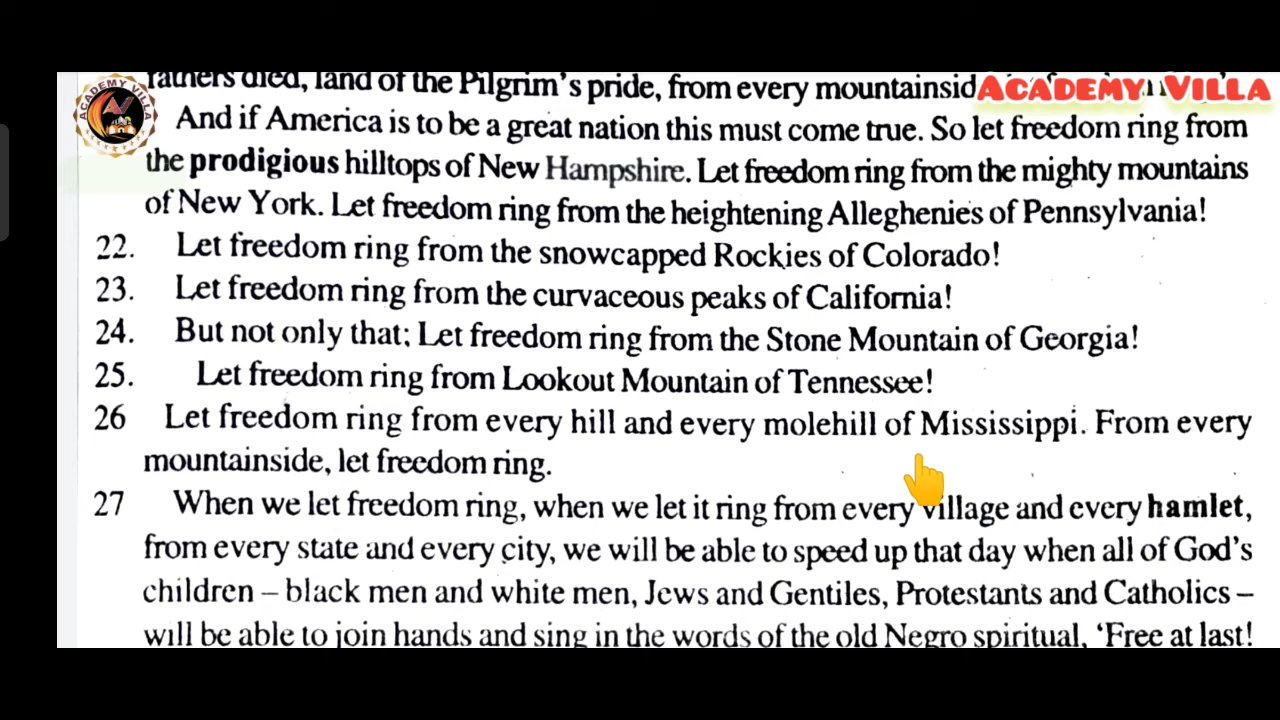 ACADEMY VILLA
fathers died, land of the Pilgrim's pride, from every mountainsid
ACADEMY VILLA
And if America is to be a great nation this must come true. So let freedom ring from
the prodigious hilltops of New Hampshire. Let freedom ring from the mighty mountains
of New York. Let freedom ring from the heightening Alleghenies of Pennsylvania!
22. Let freedom ring from the snowcapped Rockies of Colorado!
23. Let freedom ring from the curvaceous peaks of California!
24. But not only that; Let freedom ring from the Stone Mountain of Georgia!
25. Let freedom ring from Lookout Mountain of Tennessee!
26 Let freedom ring from every hill and every molehill of Mississippi. From every
mountainside, let freedom ring.
27 When we let freedom ring, when we let it ring from every village and every hamlet,
from every state and every city, we will be able to speed up that day when all of God's
children – black men and white men, Jews and Gentiles, Protestants and Catholics –
will be able to join hands and sing in the words of the old Negro spiritual, 'Free at last!